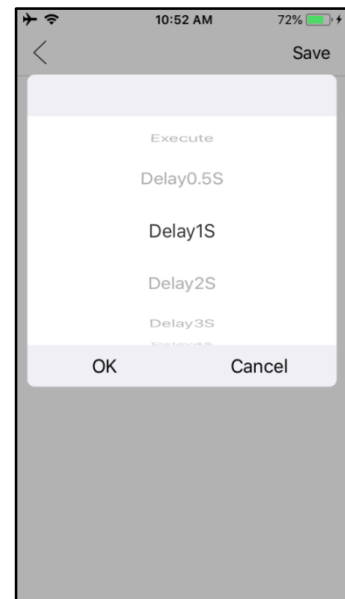 10:52 AM 72%
Save
Execute
Delay0.5S
Delay1S
Delay2S
Delay3S
OK Cancel